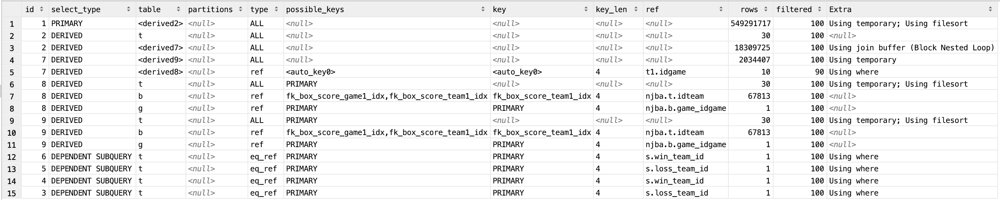 id select_type table partitions type possible_keys key key_len ref rows filtered Extra
1 1 PRIMARY <derived2> <null> ALL <null> <null> <null> <null> 549291717 100 Using temporary; Using filesort
2 2 DERIVED t <null> ALL <null> <null> <null> <null> 30 100 <null>
3 2 DERIVED <derived7> <null> ALL <null> <null> <null> <null> 18309725 100 Using join buffer (Block Nested Loop)
4 7 DERIVED <derived9> <null> ALL <null> <null> <null> <null> 2034407 100 Using temporary
5 7 DERIVED <derived8> <null> ref <auto_key0> <auto_key0> 4 t1.idgame 10 90 Using where
6 8 DERIVED t <null> ALL PRIMARY <null> <null> <null> 30 100 Using temporary; Using filesort
7 8 DERIVED b <null> ref fk_box_score_game1_idx,fk_box_score_team1_idx fk_box_score_team1_idx 4 njba.t.idteam 67813 100 <null>
8 8 DERIVED g <null> ref PRIMARY PRIMARY 4 njba.b.game_idgame 1 100 <null>
9 9 DERIVED t <null> ALL PRIMARY <null> <null> <null> 30 100 Using temporary; Using filesort
10 9 DERIVED b <null> ref fk_box_score_game1_idx,fk_box_score_team1_idx fk_box_score_team1_idx 4 njba.t.idteam 67813 100 <null>
11 9 DERIVED g <null> ref PRIMARY PRIMARY 4 njba.b.game_idgame 1 100 <null>
12 6 DEPENDENT SUBQUERY t <null> eq_ref PRIMARY PRIMARY 4 s.win_team_id 1 100 Using where
13 5 DEPENDENT SUBQUERY t <null> eq_ref PRIMARY PRIMARY 4 s.loss_team_id 1 100 Using where
14 4 DEPENDENT SUBQUERY t <null> eq_ref PRIMARY PRIMARY 4 s.win_team_id 1 100 Using where
15 3 DEPENDENT SUBQUERY t <null> eq_ref PRIMARY PRIMARY 4 s.loss_team_id 1 100 Using where